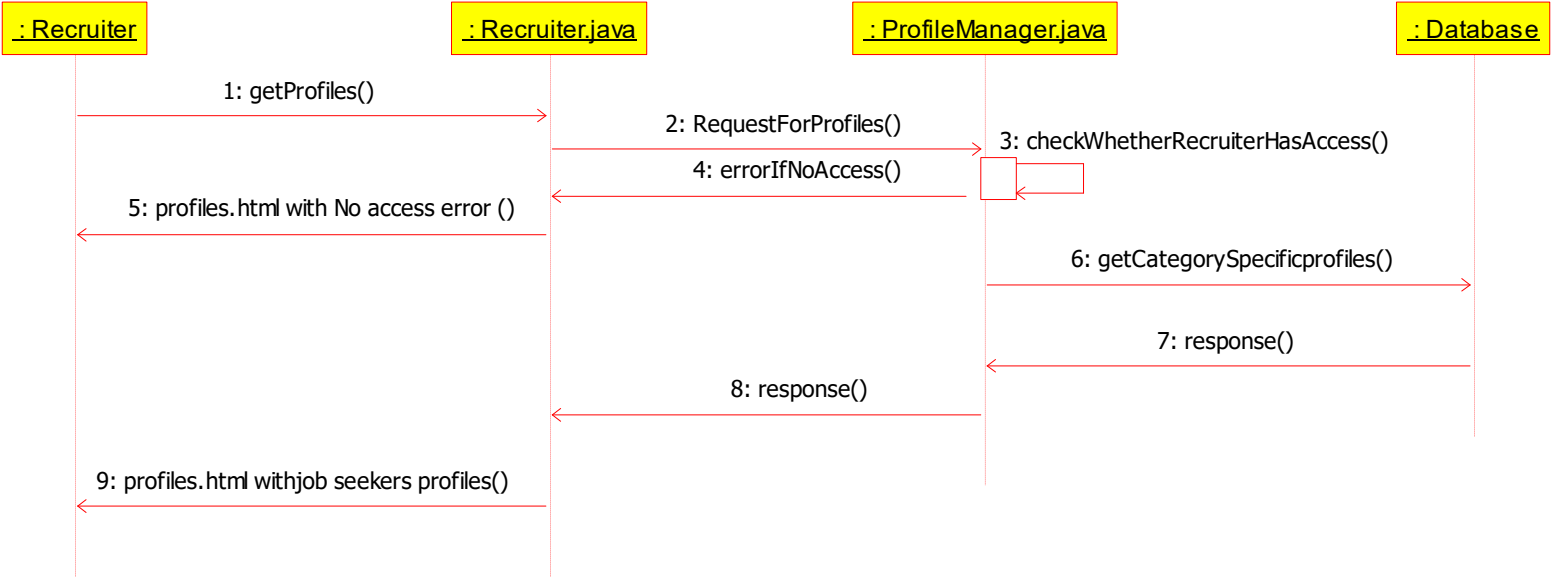 : Recruiter
: Recruiter.java
: ProfileManager.java
: Database
1: getProfiles()
2: RequestForProfiles()
3: checkWhetherRecruiterHasAccess()
4: errorIfNoAccess()
5: profiles.html with No access error ()
6: getCategorySpecificprofiles()
7: response()
8: response()
9: profiles.html withjob seekers profiles()